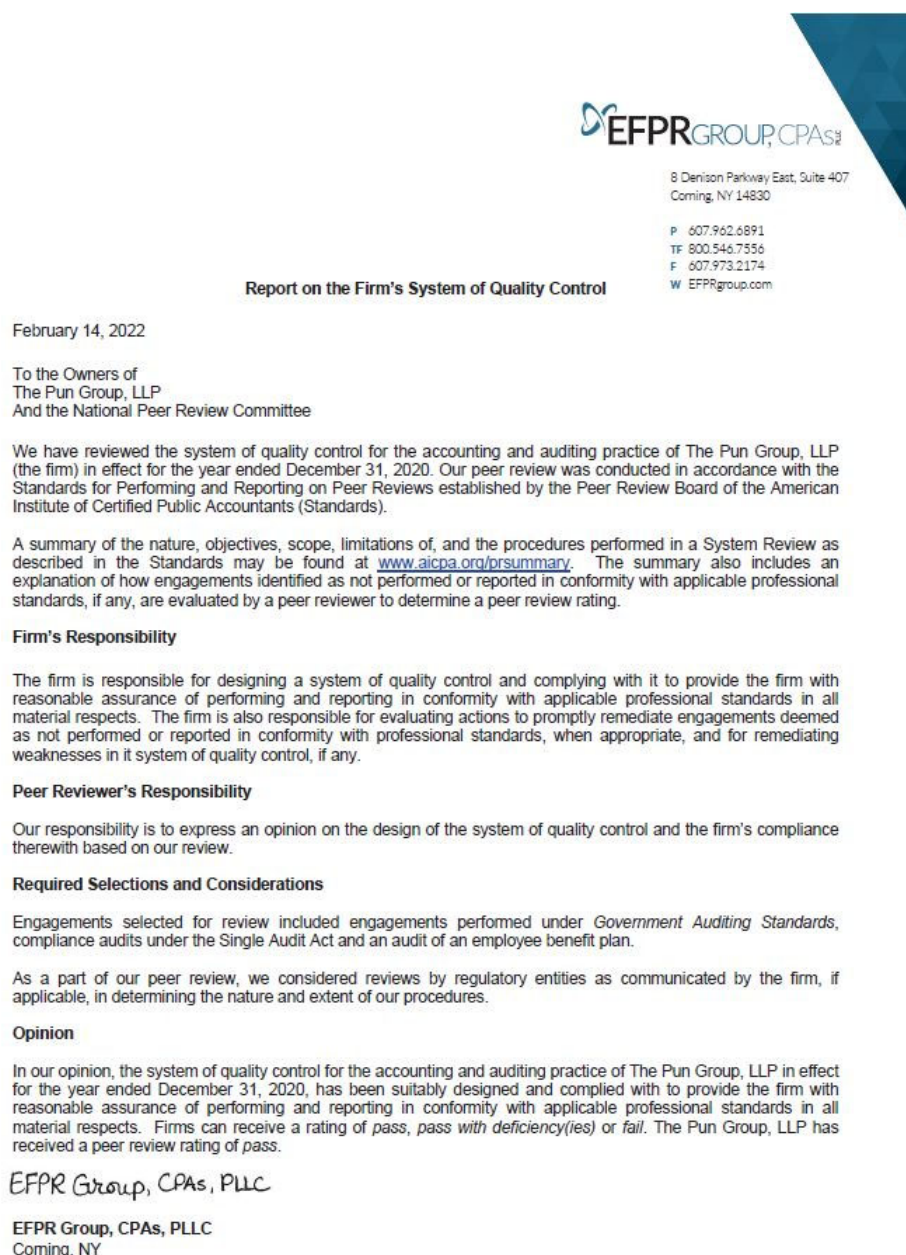 EFPRGROUP, CPAs PLLC
8 Denison Parkway East, Suite 407
Corning, NY 14830
P 607.962.6891
TF 800.546.7556
F 607.973.2174
W EFPRgroup.com
Report on the Firm's System of Quality Control
February 14, 2022
To the Owners of
The Pun Group, LLP
And the National Peer Review Committee
We have reviewed the system of quality control for the accounting and auditing practice of The Pun Group, LLP
(the firm) in effect for the year ended December 31, 2020. Our peer review was conducted in accordance with the
Standards for Performing and Reporting on Peer Reviews established by the Peer Review Board of the American
Institute of Certified Public Accountants (Standards).
A summary of the nature, objectives, scope, limitations of, and the procedures performed in a System Review as
described in the Standards may be found at www.aicpa.org/prsummary. The summary also includes an
explanation of how engagements identified as not performed or reported in conformity with applicable professional
standards, if any, are evaluated by a peer reviewer to determine a peer review rating.
Firm's Responsibility
The firm is responsible for designing a system of quality control and complying with it to provide the firm with
reasonable assurance of performing and reporting in conformity with applicable professional standards in all
material respects. The firm is also responsible for evaluating actions to promptly remediate engagements deemed
as not performed or reported in conformity with professional standards, when appropriate, and for remediating
weaknesses in it system of quality control, if any.
Peer Reviewer's Responsibility
Our responsibility is to express an opinion on the design of the system of quality control and the firm's compliance
therewith based on our review.
Required Selections and Considerations
Engagements selected for review included engagements performed under Government Auditing Standards,
compliance audits under the Single Audit Act and an audit of an employee benefit plan.
As a part of our peer review, we considered reviews by regulatory entities as communicated by the firm, if
applicable, in determining the nature and extent of our procedures.
Opinion
In our opinion, the system of quality control for the accounting and auditing practice of The Pun Group, LLP in effect
for the year ended December 31, 2020, has been suitably designed and complied with to provide the firm with
reasonable assurance of performing and reporting in conformity with applicable professional standards in all
material respects. Firms can receive a rating of pass, pass with deficiency(ies) or fail. The Pun Group, LLP has
received a peer review rating of pass.
EFPR Group, CPAs, PLLC
EFPR Group, CPAs, PLLC
Corning, NY